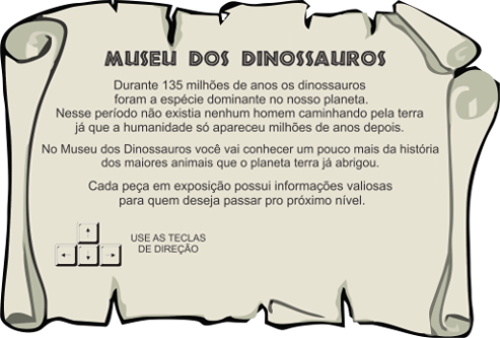 MUSEU DOS DINOSSAUROS
Durante 135 milhões de anos os dinossauros
foram a espécie dominante no nosso planeta.
Nesse período não existia nenhum homem caminhando pela terra
já que a humanidade só apareceu milhões de anos depois.
No Museu dos Dinossauros você vai conhecer um pouco mais da história
dos maiores animais que o planeta terra já abrigou.
Cada peça em exposição possui informações valiosas
para quem deseja passar pro próximo nível.
USE AS TECLAS
DE DIREÇÃO